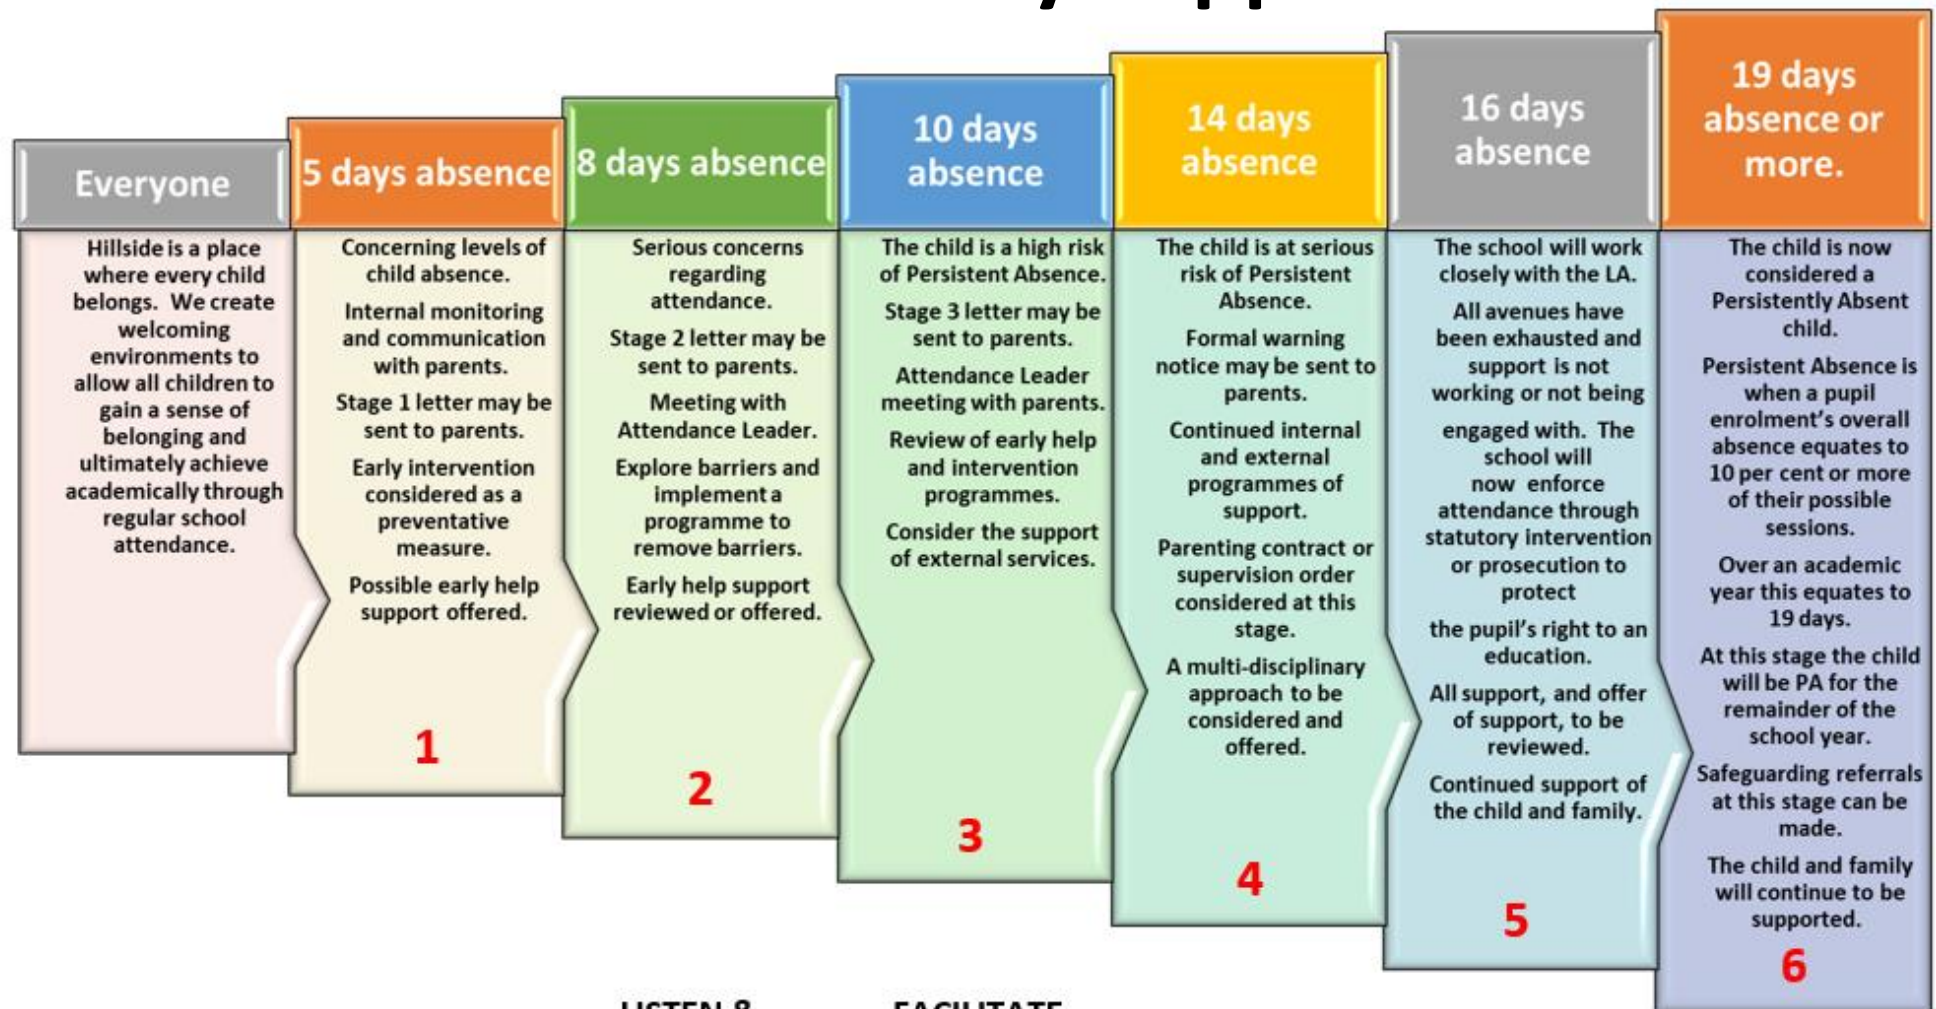 Everyone
Hillside is a place
where every child
belongs. We create
welcoming
environments to
allow all children to
gain a sense of
belonging and
ultimately achieve
academically through
regular school
attendance.
5 days absence
Concerning levels of
child absence.
Internal monitoring
and communication
with parents.
Stage 1 letter may be
sent to parents.
Early intervention
considered as a
preventative
measure.
Possible early help
support offered.
1
8 days absence
Serious concerns
regarding
attendance.
Stage 2 letter may be
sent to parents.
Meeting with
Attendance Leader.
Explore barriers and
implement a
programme to
remove barriers.
Early help support
reviewed or offered.
2
10 days
absence
The child is a high risk
of Persistent Absence.
Stage 3 letter may be
sent to parents.
Attendance Leader
meeting with parents.
Review of early help
and intervention
programmes.
Consider the support
of external services.
3
14 days
absence
The child is at serious
risk of Persistent
Absence.
Formal warning
notice may be sent to
parents.
Continued internal
and external
programmes of
support.
Parenting contract or
supervision order
considered at this
stage.
A multi-disciplinary
approach to be
considered and
offered.
4
16 days
absence
The school will work
closely with the LA.
All avenues have
been exhausted and
support is not
working or not being
engaged with. The
school will
now enforce
attendance through
statutory intervention
or prosecution to
protect
the pupil's right to an
education.
All support, and offer
of support, to be
reviewed.
Continued support of
the child and family.
5
19 days
absence or
more.
The child is now
considered a
Persistently Absent
child.
Persistent Absence is
when a pupil
enrolment's overall
absence equates to
10 per cent or more
of their possible
sessions.
Over an academic
year this equates to
19 days.
At this stage the child
will be PA for the
remainder of the
school year.
Safeguarding referrals
at this stage can be
made.
The child and family
will continue to be
supported.
6
LISTEN &
FACILITATE